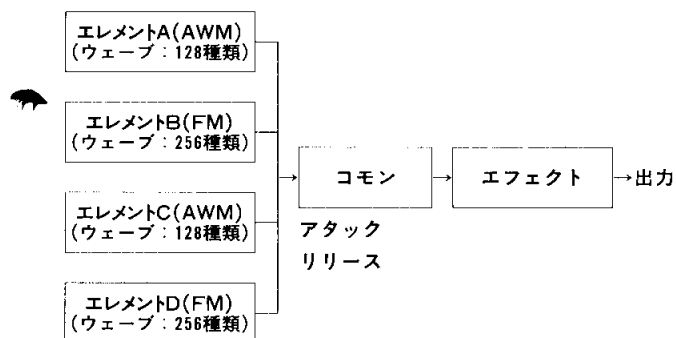 エレメントA(AWM)
(ウェーブ：128種類)
エレメントB(FM)
(ウェーブ：256種類)
エレメントC(AWM)
(ウェーブ：128種類)
エレメントD(FM)
(ウェーブ：256種類)
→ コモン → エフェクト →出力
アタック
リリース